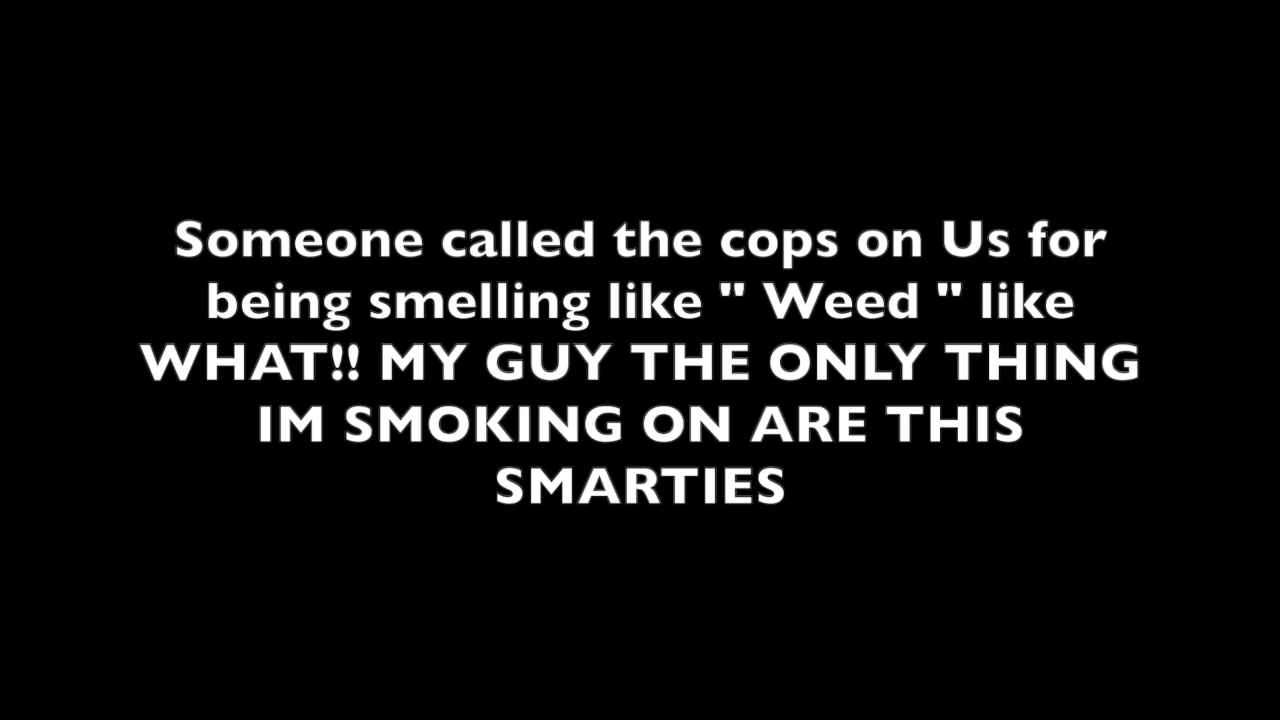 Someone called the cops on Us for
being smelling like " Weed " like
WHAT!! MY GUY THE ONLY THING
IM SMOKING ON ARE THIS
SMARTIES